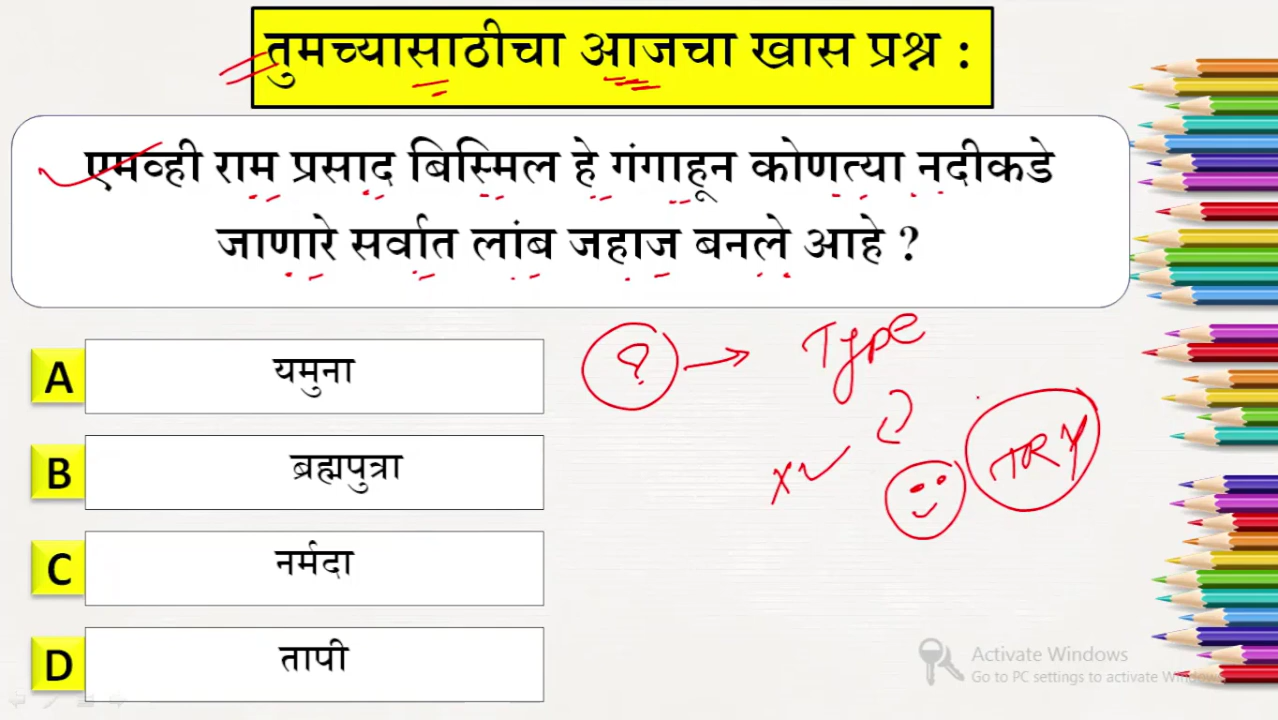 तुमच्यासाठीचा आजचा खास प्रश्न :
एमव्ही राम प्रसाद बिस्मिल हे गंगाहून कोणत्या नदीकडे
जाणारे सर्वात लांब जहाज बनले आहे ?
A यमुना
B ब्रह्मपुत्रा
C नर्मदा
D तापी
? Type
TRY
Activate Windows
Go to PC settings to activate Windows.